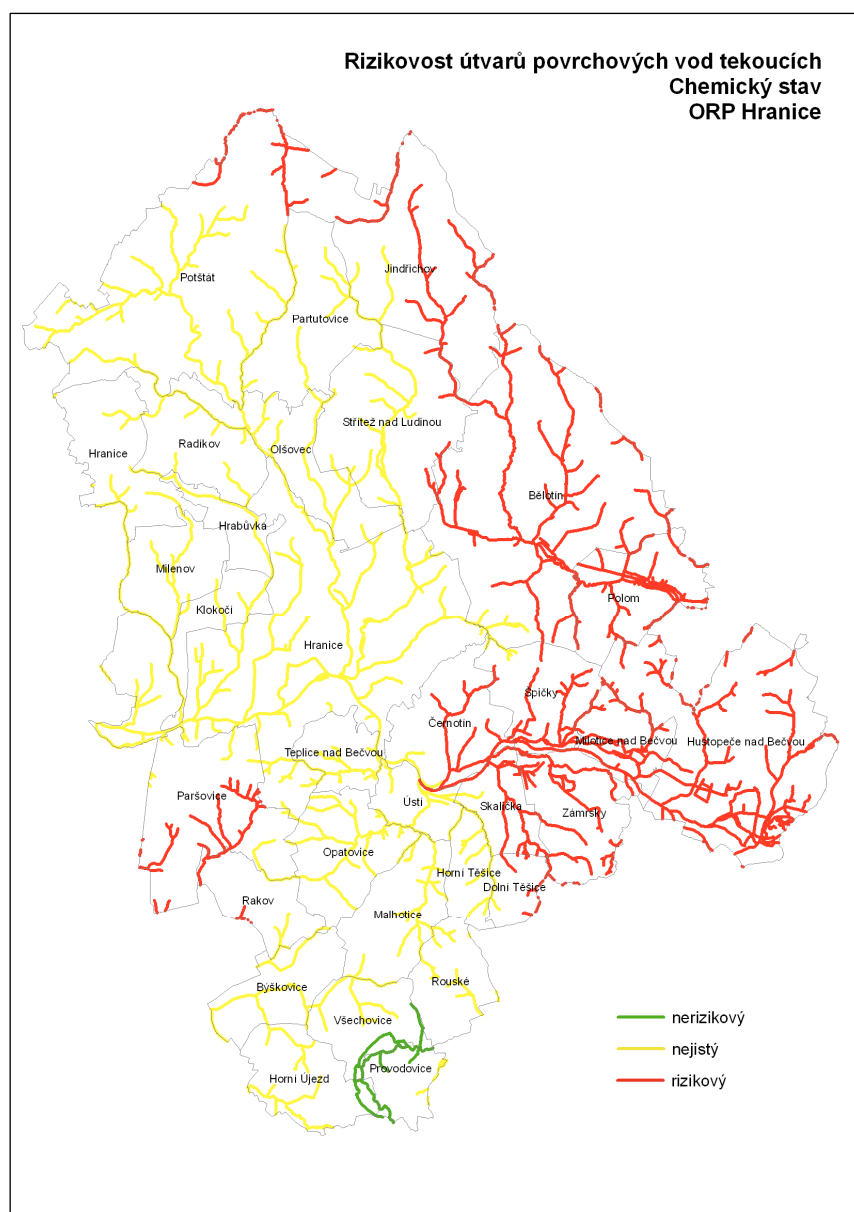 Rizikovost útvarů povrchových vod tekoucích
Chemický stav
ORP Hranice
Jindřichov
Potštát
Partutovice
Střítež nad Ludinou
Radíkov
Olšovec
Hranice
Bělotín
Hrabůvka
Milenov
Polom
Klokočí
Hranice
Špičky
Černotín
Milotice nad Bečvou
Hustopeče nad Bečvou
Teplice nad Bečvou
Paršovice
Ústí
Skalička
Zámrsky
Opatovice
Horní Těšice
Dolní Těšice
Rakov
Malhotice
Rouské
Býškovice
Všechovice
Provodovice
Horní Újezd
nerizikový
nejistý
rizikový